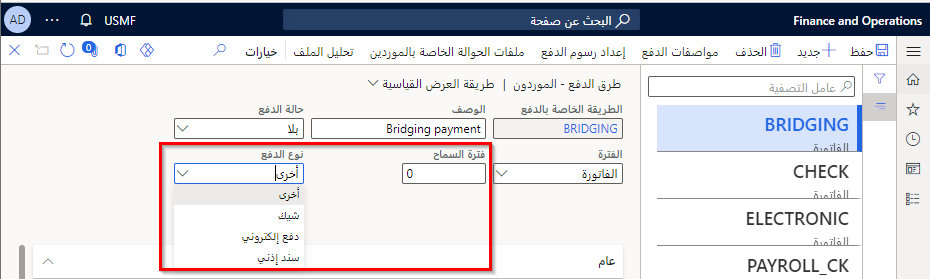 Finance and Operations
البحث عن صفحة
USMF
AD
حفظ
جديد
الحذف
مواصفات الدفع
إعداد رسوم الدفع
ملفات الحوالة الخاصة بالموردين
تحليل الملف
خيارات
0
عامل التصفية
BRIDGING
الفاتورة
CHECK
الفاتورة
ELECTRONIC
الفاتورة
PAYROLL_CK
طرق الدفع - الموردون | طريقة العرض القياسية
الطريقة الخاصة بالدفع
الوصف
حالة الدفع
BRIDGING
Bridging payment
بلا
الفترة
فترة السماح
نوع الدفع
الفاتورة
0
أخرى
أخرى
شيك
دفع إلكتروني
سند إذني
عام